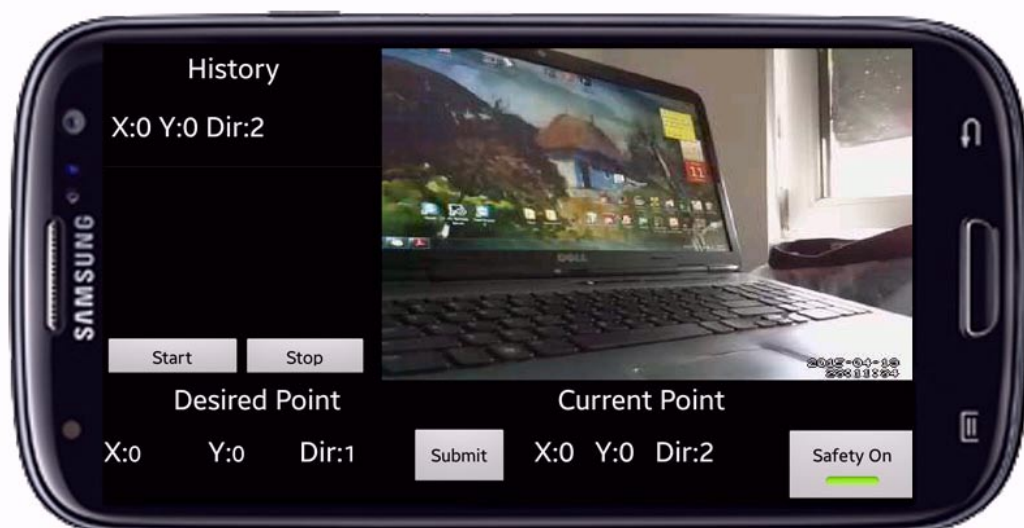 SAMSUNG
History
X:0 Y:0 Dir:2
Start
Stop
11
DELL
Desired Point
Current Point
X:0 Y:0 Dir:1
Submit
X:0 Y:0 Dir:2
Safety On